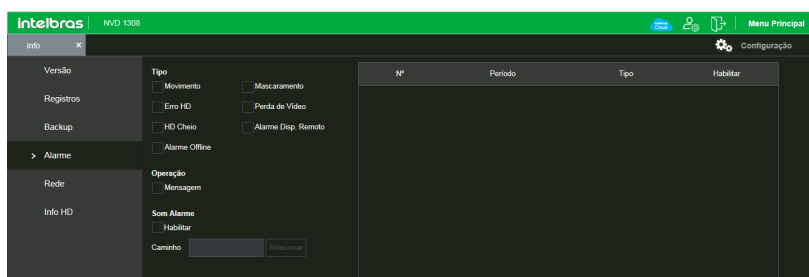 intelbras NVD 1308 Menu Principal
Info × Configuração
Versão
Registros
Backup
> Alarme
Rede
Info HD
Tipo
Movimento Mascaramento
Erro HD Perda de Vídeo
HD Cheio Alarme Disp. Remoto
Alarme Offline
Operação
Mensagem
Som Alarme
Habilitar
Caminho Selecionar
Nº Período Tipo Habilitar